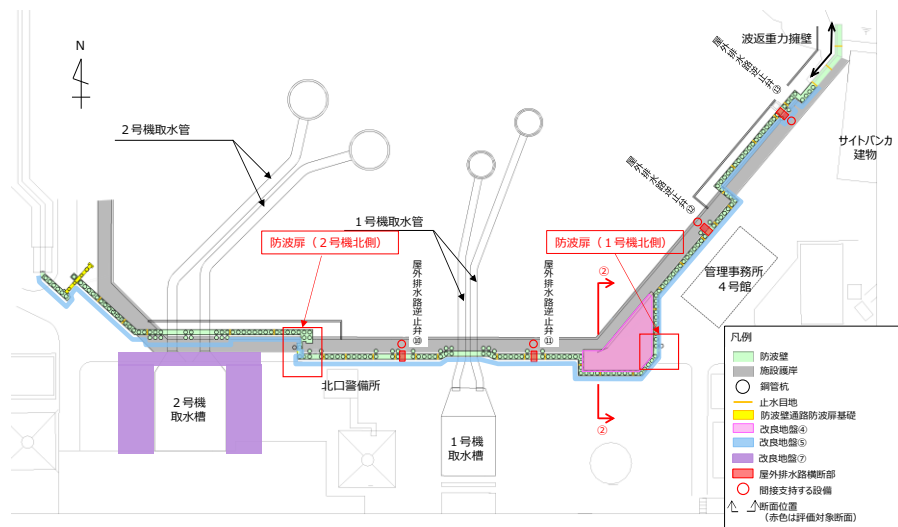 波返重力擁壁
屋外排水路逆止弁⑬
N
サイトバンカ
建物
2号機取水管
屋外排水路逆止弁⑫
1号機取水管
防波扉（2号機北側）
防波扉（1号機北側）
屋外排水路逆止弁⑩
屋外排水路逆止弁⑪
②
管理事務所
4号館
北口警備所
2号機
取水槽
1号機
取水槽
②
凡例
防波壁
施設護岸
鋼管杭
止水目地
防波壁通路防波扉基礎
改良地盤④
改良地盤⑤
改良地盤⑦
屋外排水路横断部
間接支持する設備
断面位置
（赤色は評価対象断面）